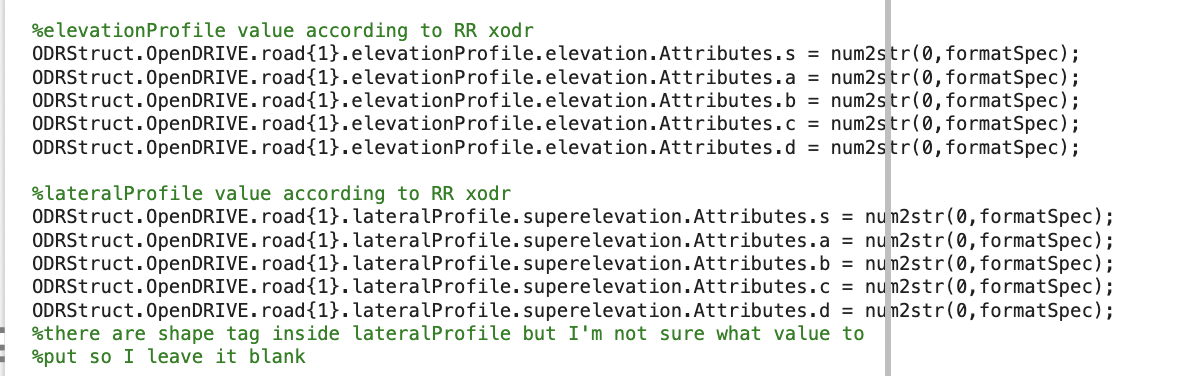 %elevationProfile value according to RR xodr
ODRStruct.OpenDRIVE.road{1}.elevationProfile.elevation.Attributes.s = num2str(0,formatSpec);
ODRStruct.OpenDRIVE.road{1}.elevationProfile.elevation.Attributes.a = num2str(0,formatSpec);
ODRStruct.OpenDRIVE.road{1}.elevationProfile.elevation.Attributes.b = num2str(0,formatSpec);
ODRStruct.OpenDRIVE.road{1}.elevationProfile.elevation.Attributes.c = num2str(0,formatSpec);
ODRStruct.OpenDRIVE.road{1}.elevationProfile.elevation.Attributes.d = num2str(0,formatSpec);
%lateralProfile value according to RR xodr
ODRStruct.OpenDRIVE.road{1}.lateralProfile.superelevation.Attributes.s = num2str(0,formatSpec);
ODRStruct.OpenDRIVE.road{1}.lateralProfile.superelevation.Attributes.a = num2str(0,formatSpec);
ODRStruct.OpenDRIVE.road{1}.lateralProfile.superelevation.Attributes.b = num2str(0,formatSpec);
ODRStruct.OpenDRIVE.road{1}.lateralProfile.superelevation.Attributes.c = num2str(0,formatSpec);
ODRStruct.OpenDRIVE.road{1}.lateralProfile.superelevation.Attributes.d = num2str(0,formatSpec);
%there are shape tag inside lateralProfile but I'm not sure what value to
%put so I leave it blank